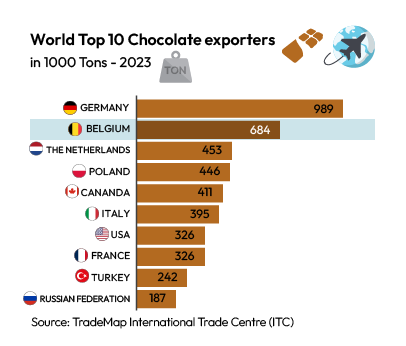 World Top 10 Chocolate exporters
in 1000 Tons - 2023
TON
GERMANY 989
BELGIUM 684
THE NETHERLANDS 453
POLAND 446
CANANDA 411
ITALY 395
USA 326
FRANCE 326
TURKEY 242
RUSSIAN FEDERATION 187
Source: TradeMap International Trade Centre (ITC)